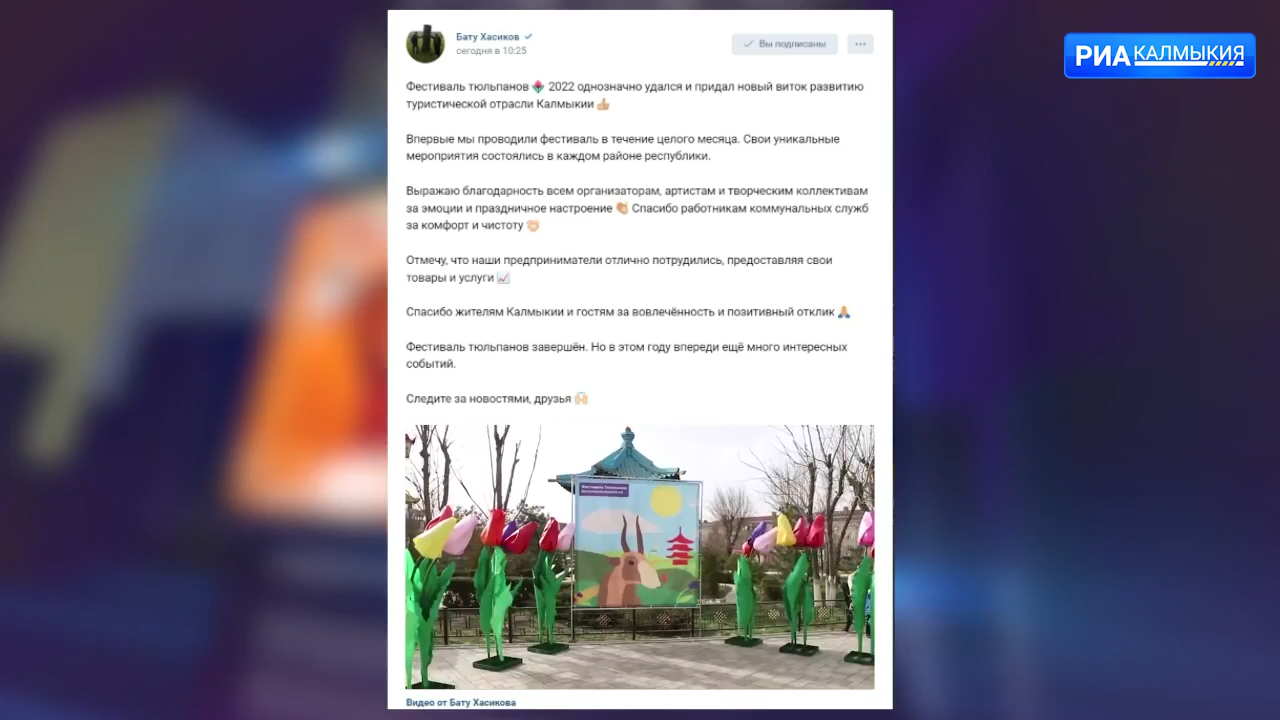 РИА КАЛМЫКИЯ
Бату Хасиков
сегодня в 10:25
Вы подписаны
Фестиваль тюльпанов 🌷 2022 однозначно удался и придал новый виток развитию
туристической отрасли Калмыкии 👍🏼
Впервые мы проводили фестиваль в течение целого месяца. Свои уникальные
мероприятия состоялись в каждом районе республики.
Выражаю благодарность всем организаторам, артистам и творческим коллективам
за эмоции и праздничное настроение 👏🏼 Спасибо работникам коммунальных служб
за комфорт и чистоту 🤝🏻
Отмечу, что наши предприниматели отлично потрудились, предоставляя свои
товары и услуги 📈
Спасибо жителям Калмыкии и гостям за вовлечённость и позитивный отклик 🙏🏼
Фестиваль тюльпанов завершён. Но в этом году впереди ещё много интересных
событий.
Следите за новостями, друзья 🙌🏻
Видео от Бату Хасикова